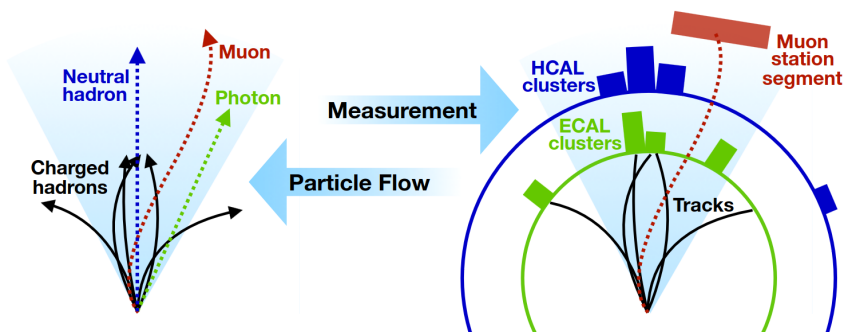 Neutral
hadron
Muon
Photon
Charged
hadrons
Measurement
Particle Flow
HCAL
clusters
ECAL
clusters
Tracks
Muon
station
segment